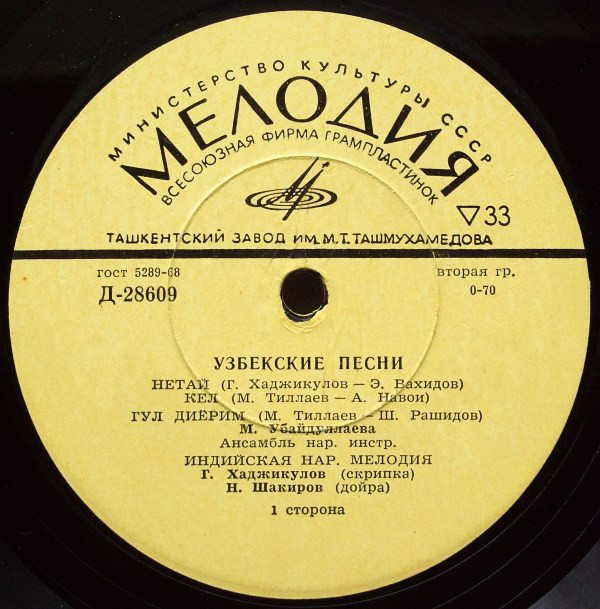 МИНИСТЕРСТВО КУЛЬТУРЫ СССР
МЕЛОДИЯ
ВСЕСОЮЗНАЯ ФИРМА ГРАМПЛАСТИНОК
33
ТАШКЕНТСКИЙ ЗАВОД ИМ. М.Т. ТАШМУХАМЕДОВА
гост 5289-68 вторая гр.
Д-28609 0-70
УЗБЕКСКИЕ ПЕСНИ
НЕТАЙ (Г. Хаджикулов — Э. Вахидов)
КЕЛ (М. Тиллаев — А. Навои)
ГУЛ ДИЁРИМ (М. Тиллаев — Ш. Рашидов)
М. Убайдуллаева
Ансамбль нар. инстр.
ИНДИЙСКАЯ НАР. МЕЛОДИЯ
Г. Хаджикулов (скрипка)
Н. Шакиров (дойра)
1 сторона